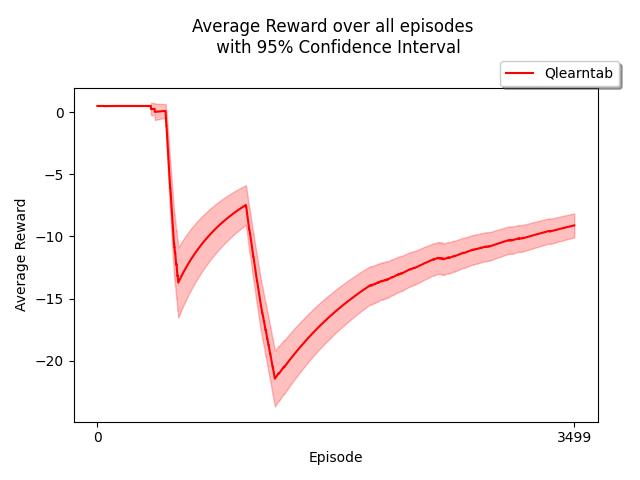 Average Reward over all episodes
with 95% Confidence Interval
Qlearntab
0
−5
−10
−15
−20
Average Reward
0
3499
Episode